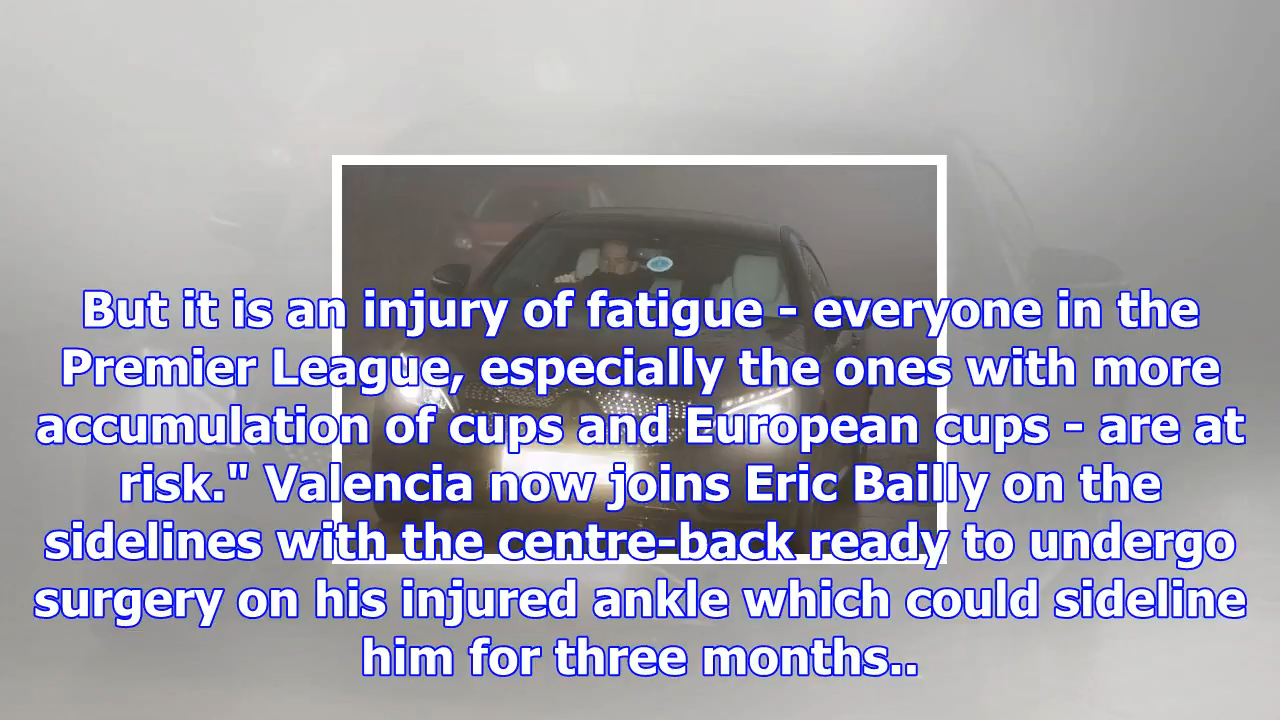 But it is an injury of fatigue - everyone in the
Premier League, especially the ones with more
accumulation of cups and European cups - are at
risk." Valencia now joins Eric Bailly on the
sidelines with the centre-back ready to undergo
surgery on his injured ankle which could sideline
him for three months..